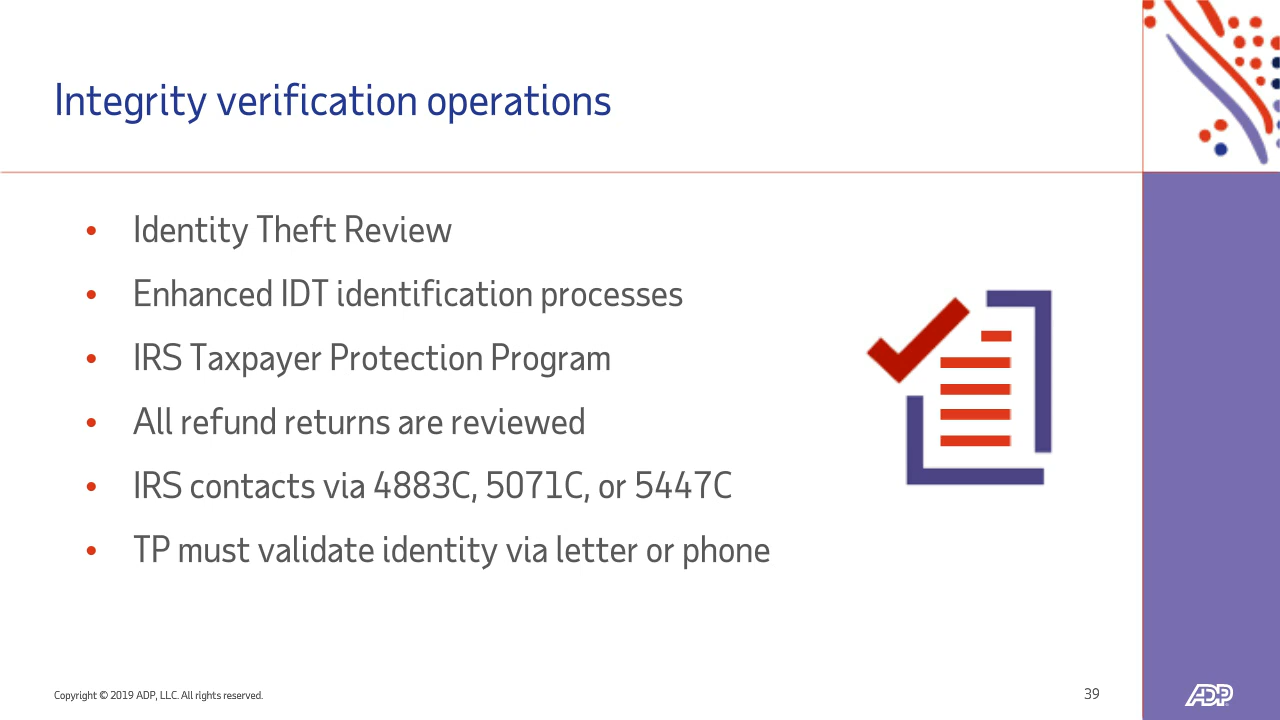 Integrity verification operations
• Identity Theft Review
• Enhanced IDT identification processes
• IRS Taxpayer Protection Program
• All refund returns are reviewed
• IRS contacts via 4883C, 5071C, or 5447C
• TP must validate identity via letter or phone
Copyright © 2019 ADP, LLC. All rights reserved.
39
ADP